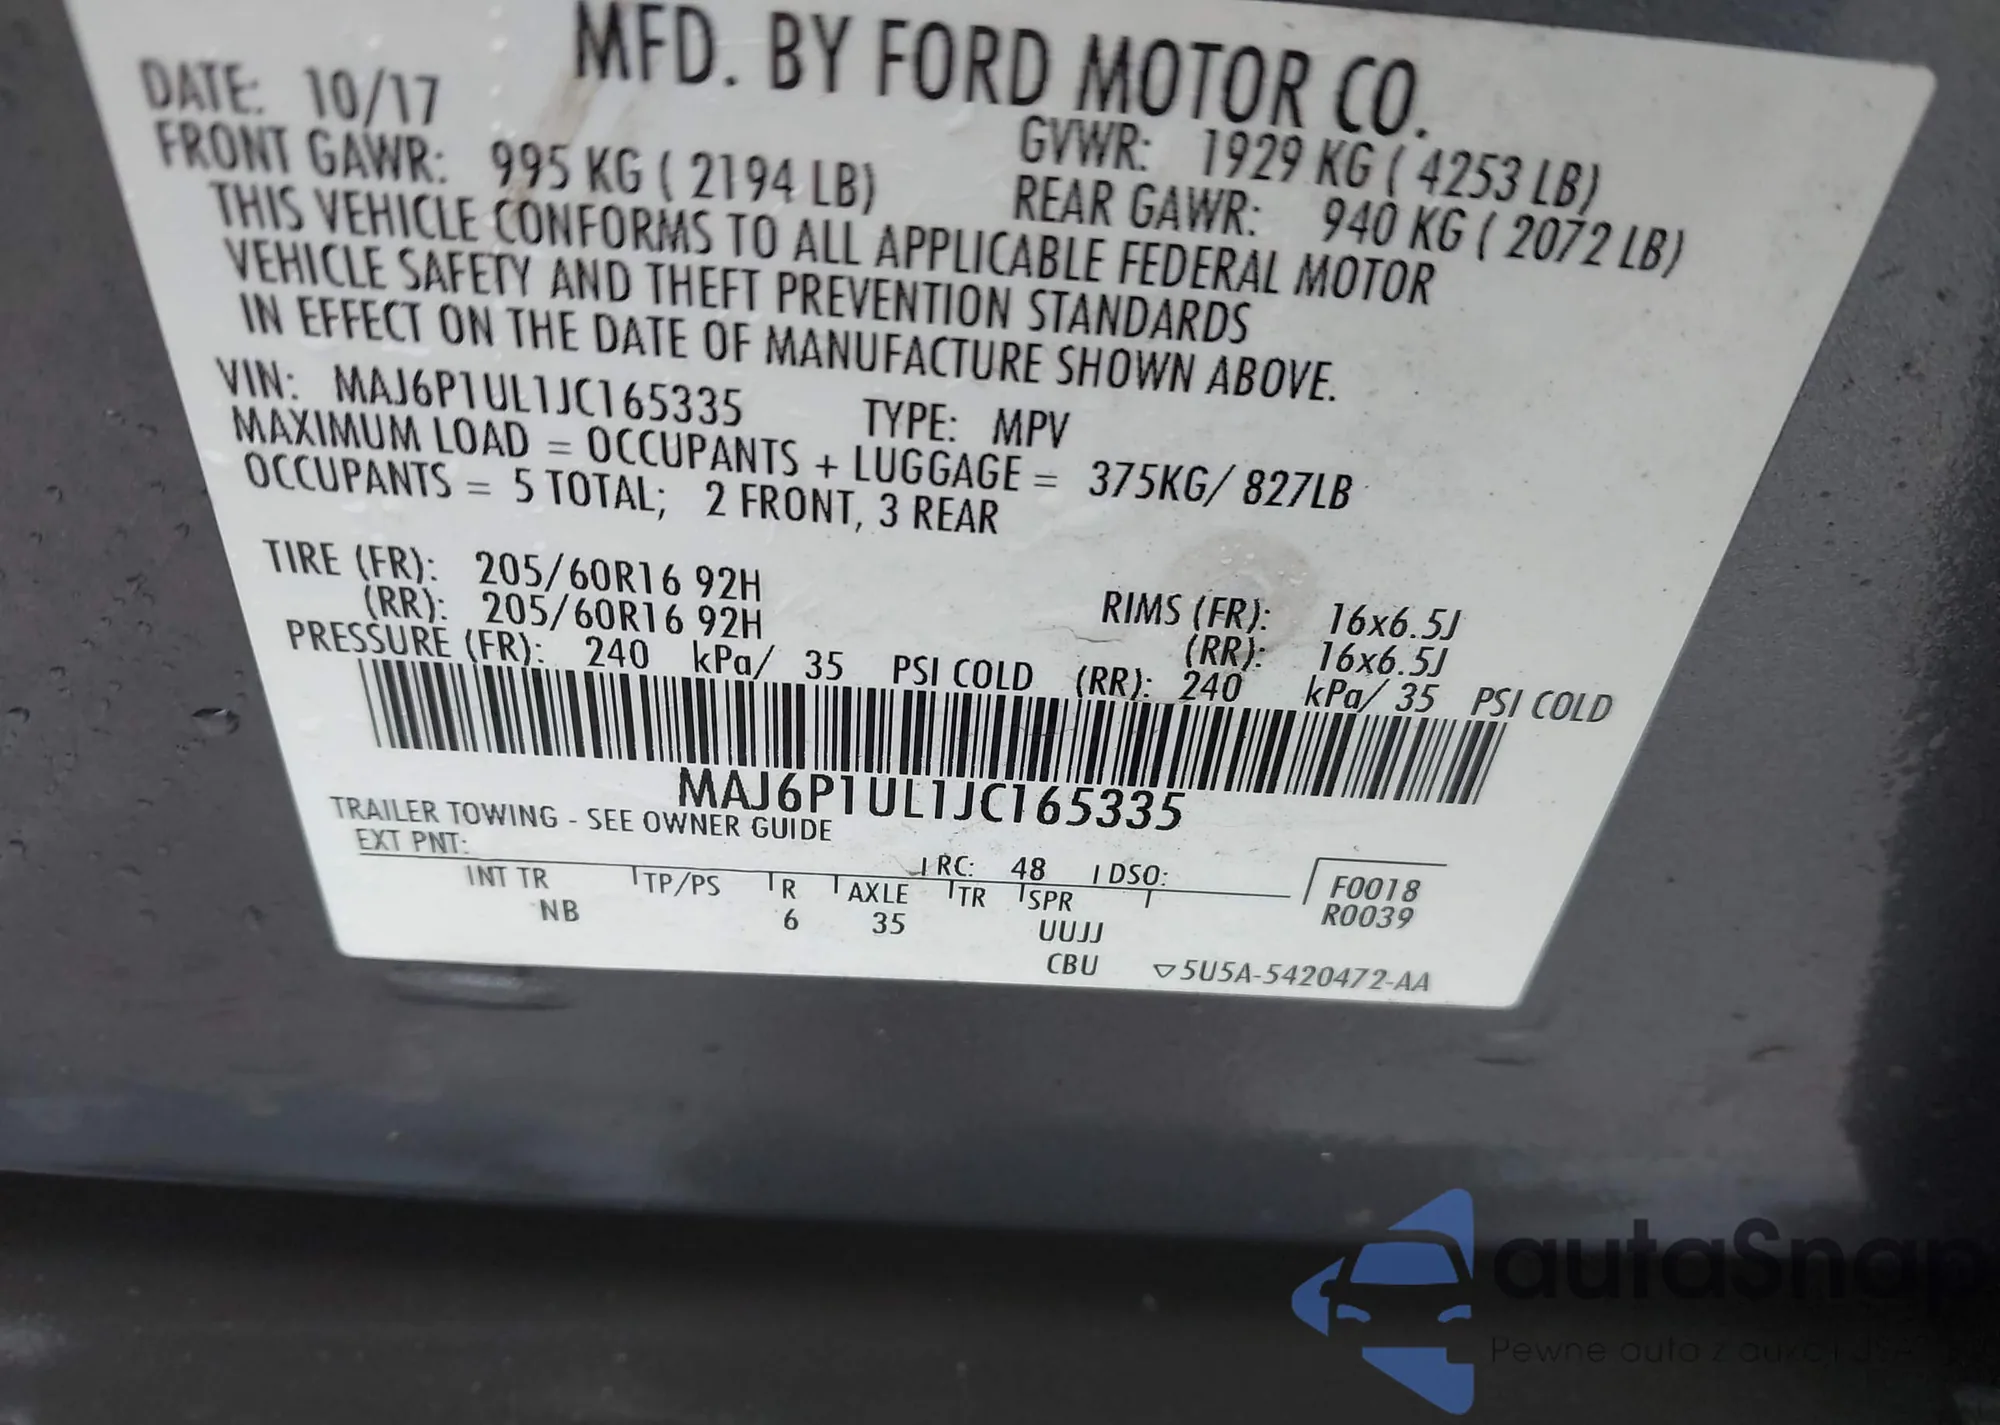 MFD. BY FORD MOTOR CO.
DATE: 10/17
GVWR: 1929 KG ( 4253 LB)
FRONT GAWR: 995 KG ( 2194 LB)
REAR GAWR: 940 KG ( 2072 LB)
THIS VEHICLE CONFORMS TO ALL APPLICABLE FEDERAL MOTOR
VEHICLE SAFETY AND THEFT PREVENTION STANDARDS
IN EFFECT ON THE DATE OF MANUFACTURE SHOWN ABOVE.
VIN: MAJ6P1UL1JC165335 TYPE: MPV
MAXIMUM LOAD = OCCUPANTS + LUGGAGE = 375KG/ 827LB
OCCUPANTS = 5 TOTAL; 2 FRONT, 3 REAR
TIRE (FR): 205/60R16 92H RIMS (FR): 16x6.5J
(RR): 205/60R16 92H (RR): 16x6.5J
PRESSURE (FR): 240 kPa/ 35 PSI COLD (RR): 240 kPa/ 35 PSI COLD
MAJ6P1UL1JC165335
TRAILER TOWING - SEE OWNER GUIDE
EXT PNT: RC: 48 DSO: F0018
INT TR TP/PS R AXLE TR SPR R0039
NB 6 35 UUJJ
CBU ▽5U5A-5420472-AA
autaSnap
Pewne auto z aukcji USA